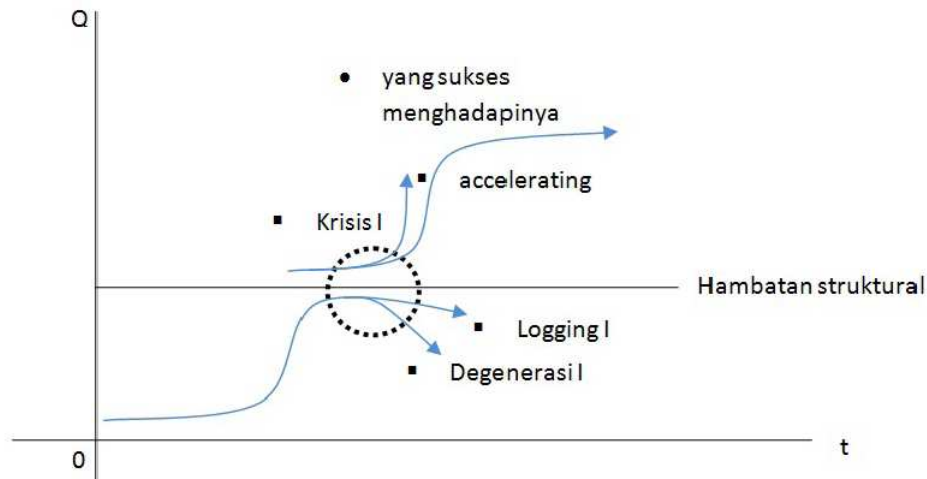 Q
yang sukses
menghadapinya
accelerating
Krisis I
Hambatan struktural
Logging I
Degenerasi I
0
t